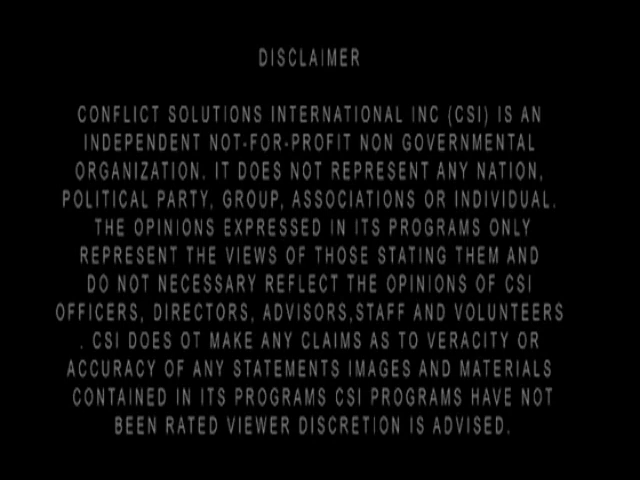 DISCLAIMER
CONFLICT SOLUTIONS INTERNATIONAL INC (CSI) IS AN
INDEPENDENT NOT-FOR-PROFIT NON GOVERNMENTAL
ORGANIZATION. IT DOES NOT REPRESENT ANY NATION,
POLITICAL PARTY, GROUP, ASSOCIATIONS OR INDIVIDUAL.
THE OPINIONS EXPRESSED IN ITS PROGRAMS ONLY
REPRESENT THE VIEWS OF THOSE STATING THEM AND
DO NOT NECESSARY REFLECT THE OPINIONS OF CSI
OFFICERS, DIRECTORS, ADVISORS,STAFF AND VOLUNTEERS
. CSI DOES OT MAKE ANY CLAIMS AS TO VERACITY OR
ACCURACY OF ANY STATEMENTS IMAGES AND MATERIALS
CONTAINED IN ITS PROGRAMS CSI PROGRAMS HAVE NOT
BEEN RATED VIEWER DISCRETION IS ADVISED.